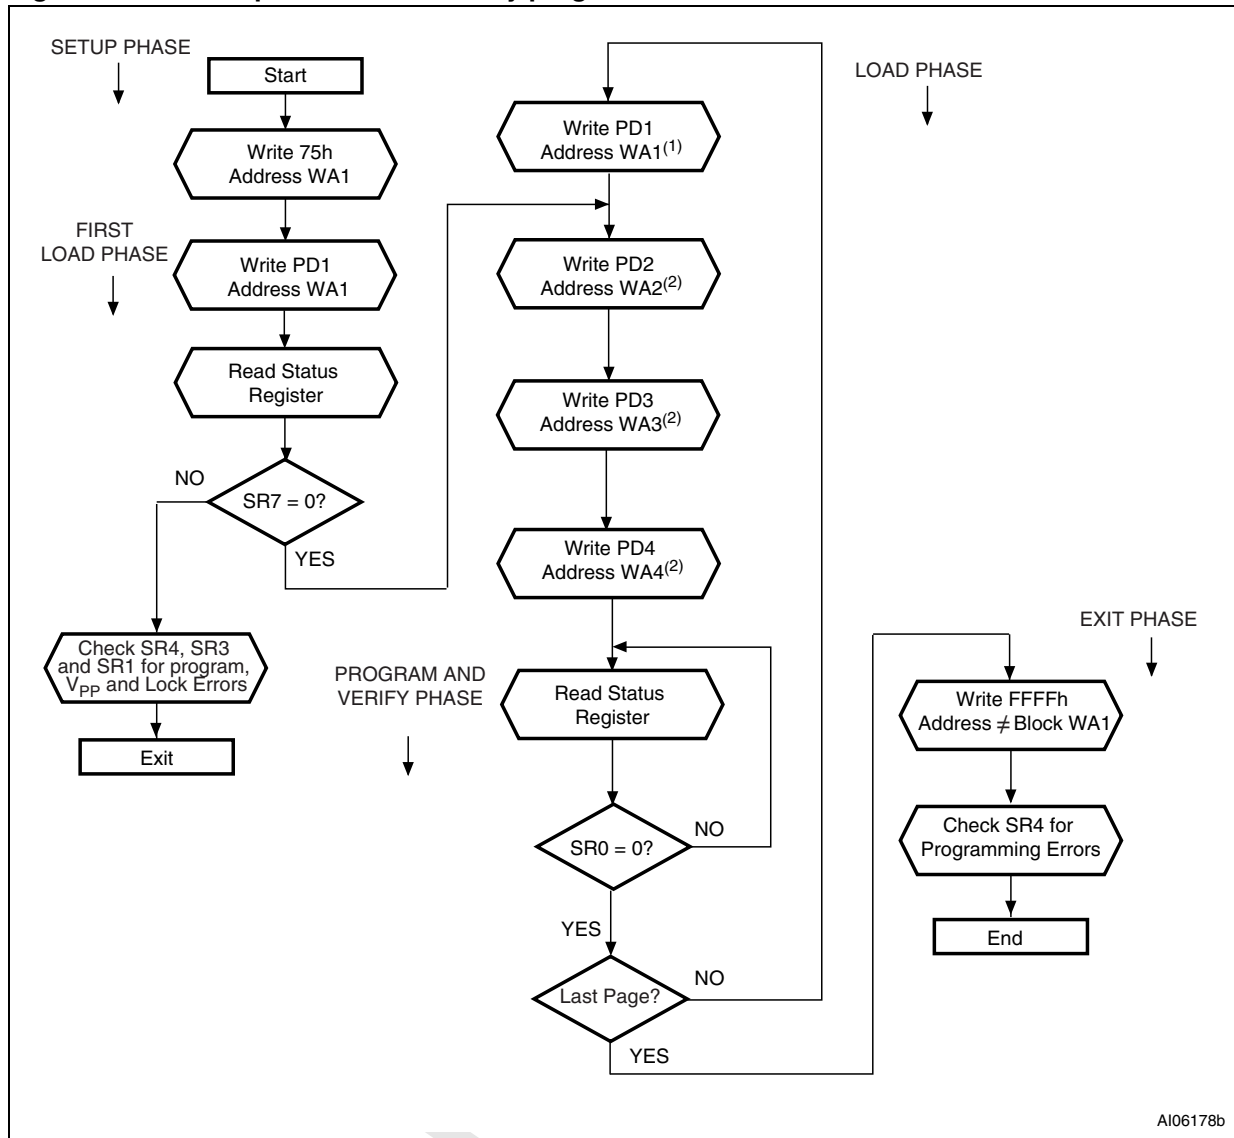 SETUP PHASE
Start
Write 75h
Address WA1
FIRST
LOAD PHASE
Write PD1
Address WA1
Read Status
Register
NO
SR7 = 0?
YES
Check SR4, SR3
and SR1 for program,
VPP and Lock Errors
Exit
LOAD PHASE
Write PD1
Address WA1(1)
Write PD2
Address WA2(2)
Write PD3
Address WA3(2)
Write PD4
Address WA4(2)
PROGRAM AND
VERIFY PHASE
Read Status
Register
NO
SR0 = 0?
YES
NO
Last Page?
YES
EXIT PHASE
Write FFFFh
Address ≠ Block WA1
Check SR4 for
Programming Errors
End
AI06178b